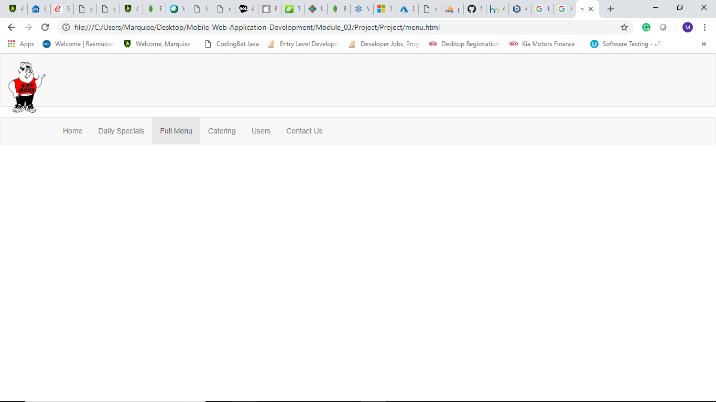 file:///C:/Users/Marquise/Desktop/Mobile-Web-Application-Development/Module_03/Project/Project/menu.html
M
Apps Welcome | Rasmusse Welcome, Marquise - CodingBat Java Entry Level Develope Developer Jobs, Prog Desktop Registration Kia Motors Finance - Software Testing - uT »
Home Daily Specials Full Menu Catering Users Contact Us